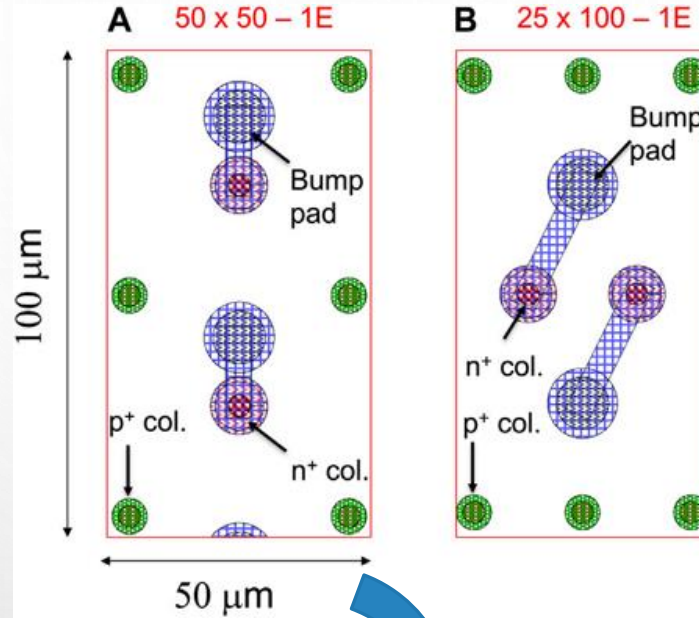 A 50 x 50 – 1E
B 25 x 100 – 1E
Bump
pad
Bump
pad
100 μm
n⁺ col.
p⁺ col.
p⁺ col.
n⁺ col.
50 μm